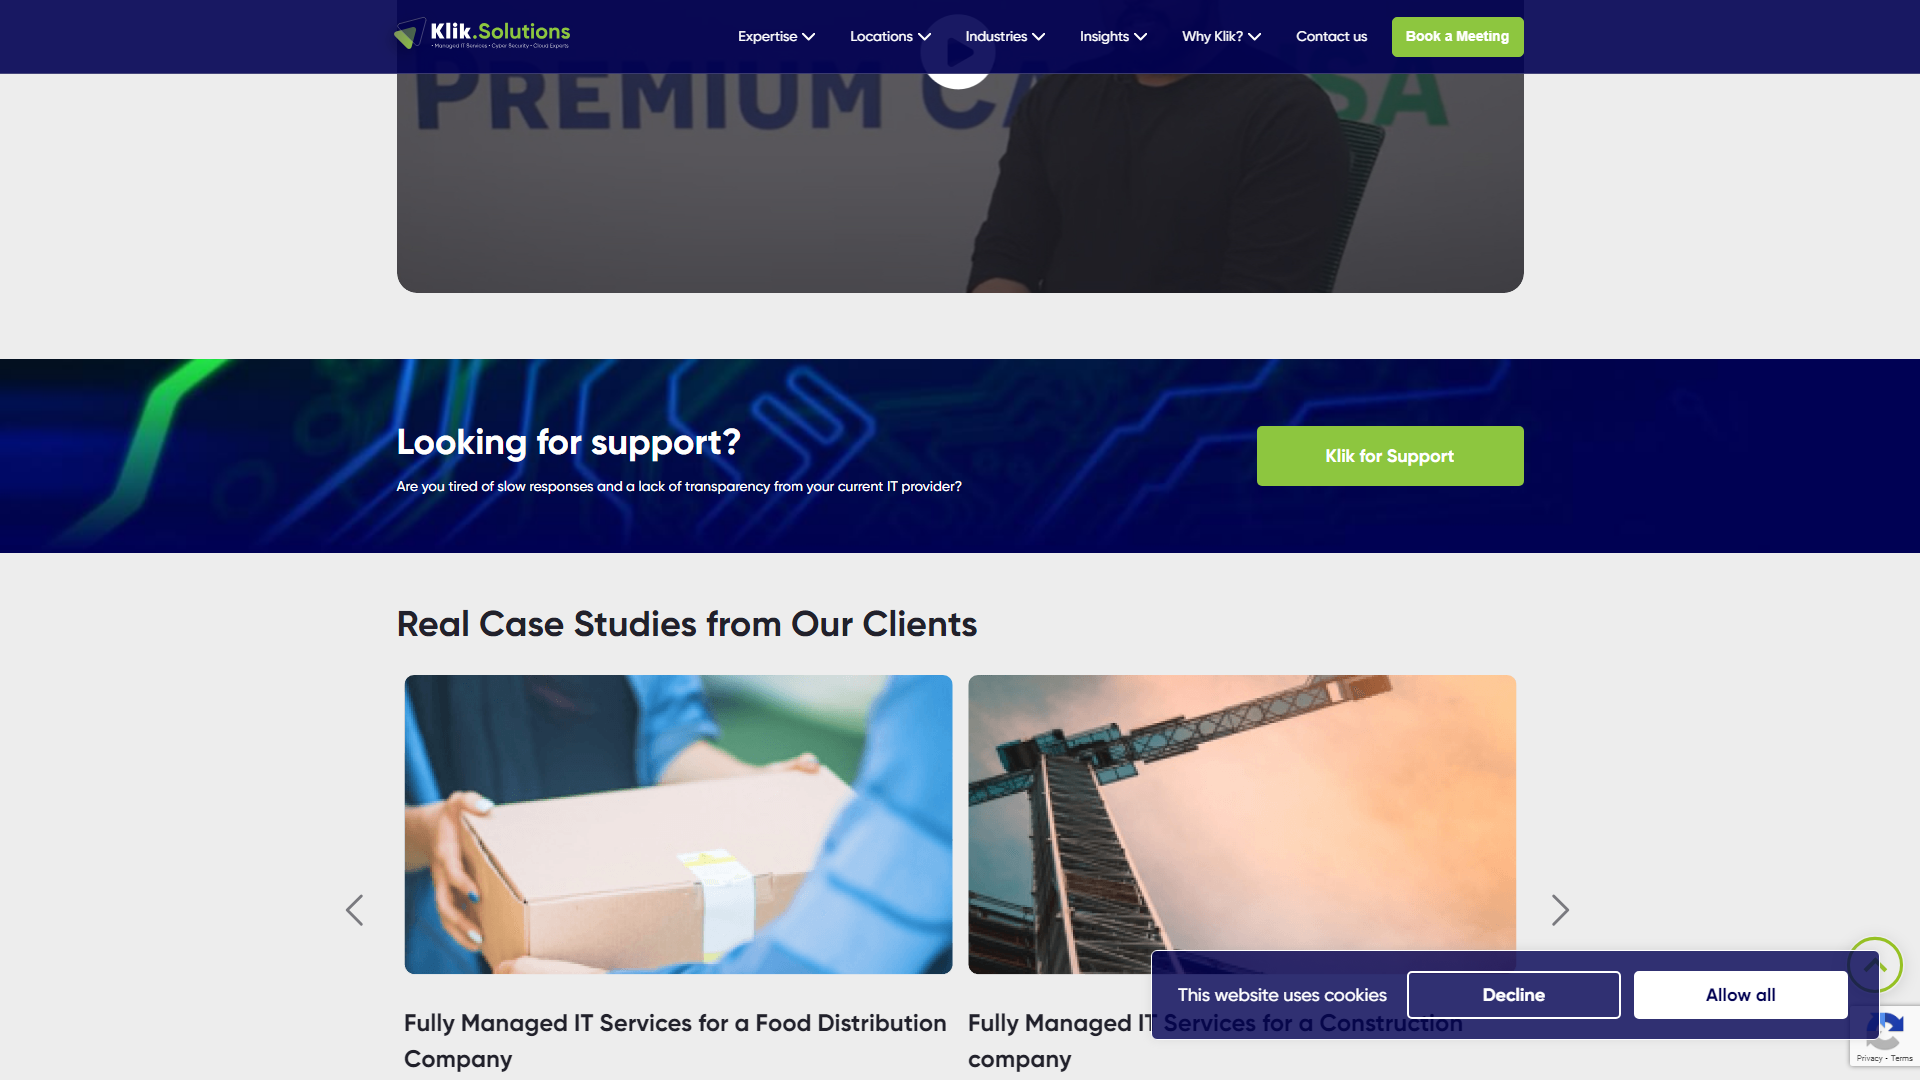 Klik.Solutions
• Managed IT Services • Cyber Security • Cloud Experts
Expertise
Locations
Industries
Insights
Why Klik?
Contact us
Book a Meeting
PREMIUM CA SA
Looking for support?
Are you tired of slow responses and a lack of transparency from your current IT provider?
Klik for Support
Real Case Studies from Our Clients
Fully Managed IT Services for a Food Distribution
Company
Fully Managed IT Services for a Construction
company
This website uses cookies
Decline
Allow all
Privacy - Terms